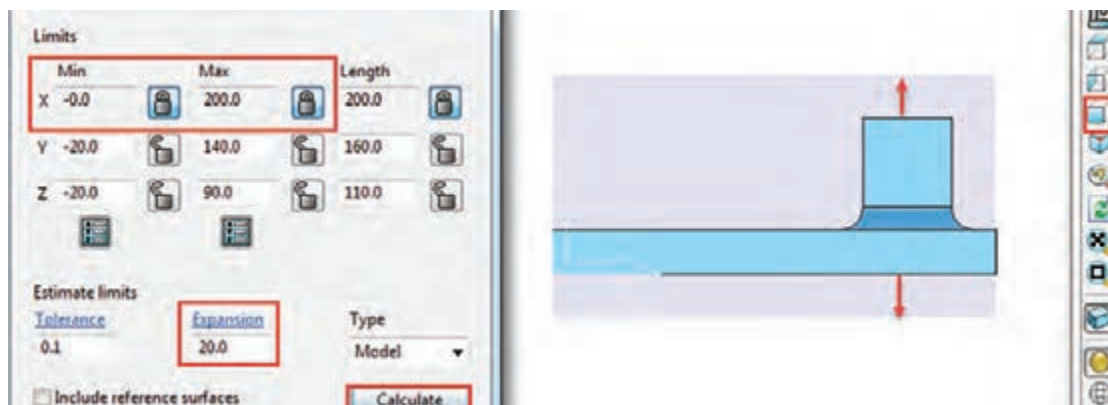 Limits
Min Max Length
X -0.0 200.0 200.0
Y -20.0 140.0 160.0
Z -20.0 90.0 110.0
Estimate limits
Tolerance Expansion Type
0.1 20.0 Model
Include reference surfaces Calculate